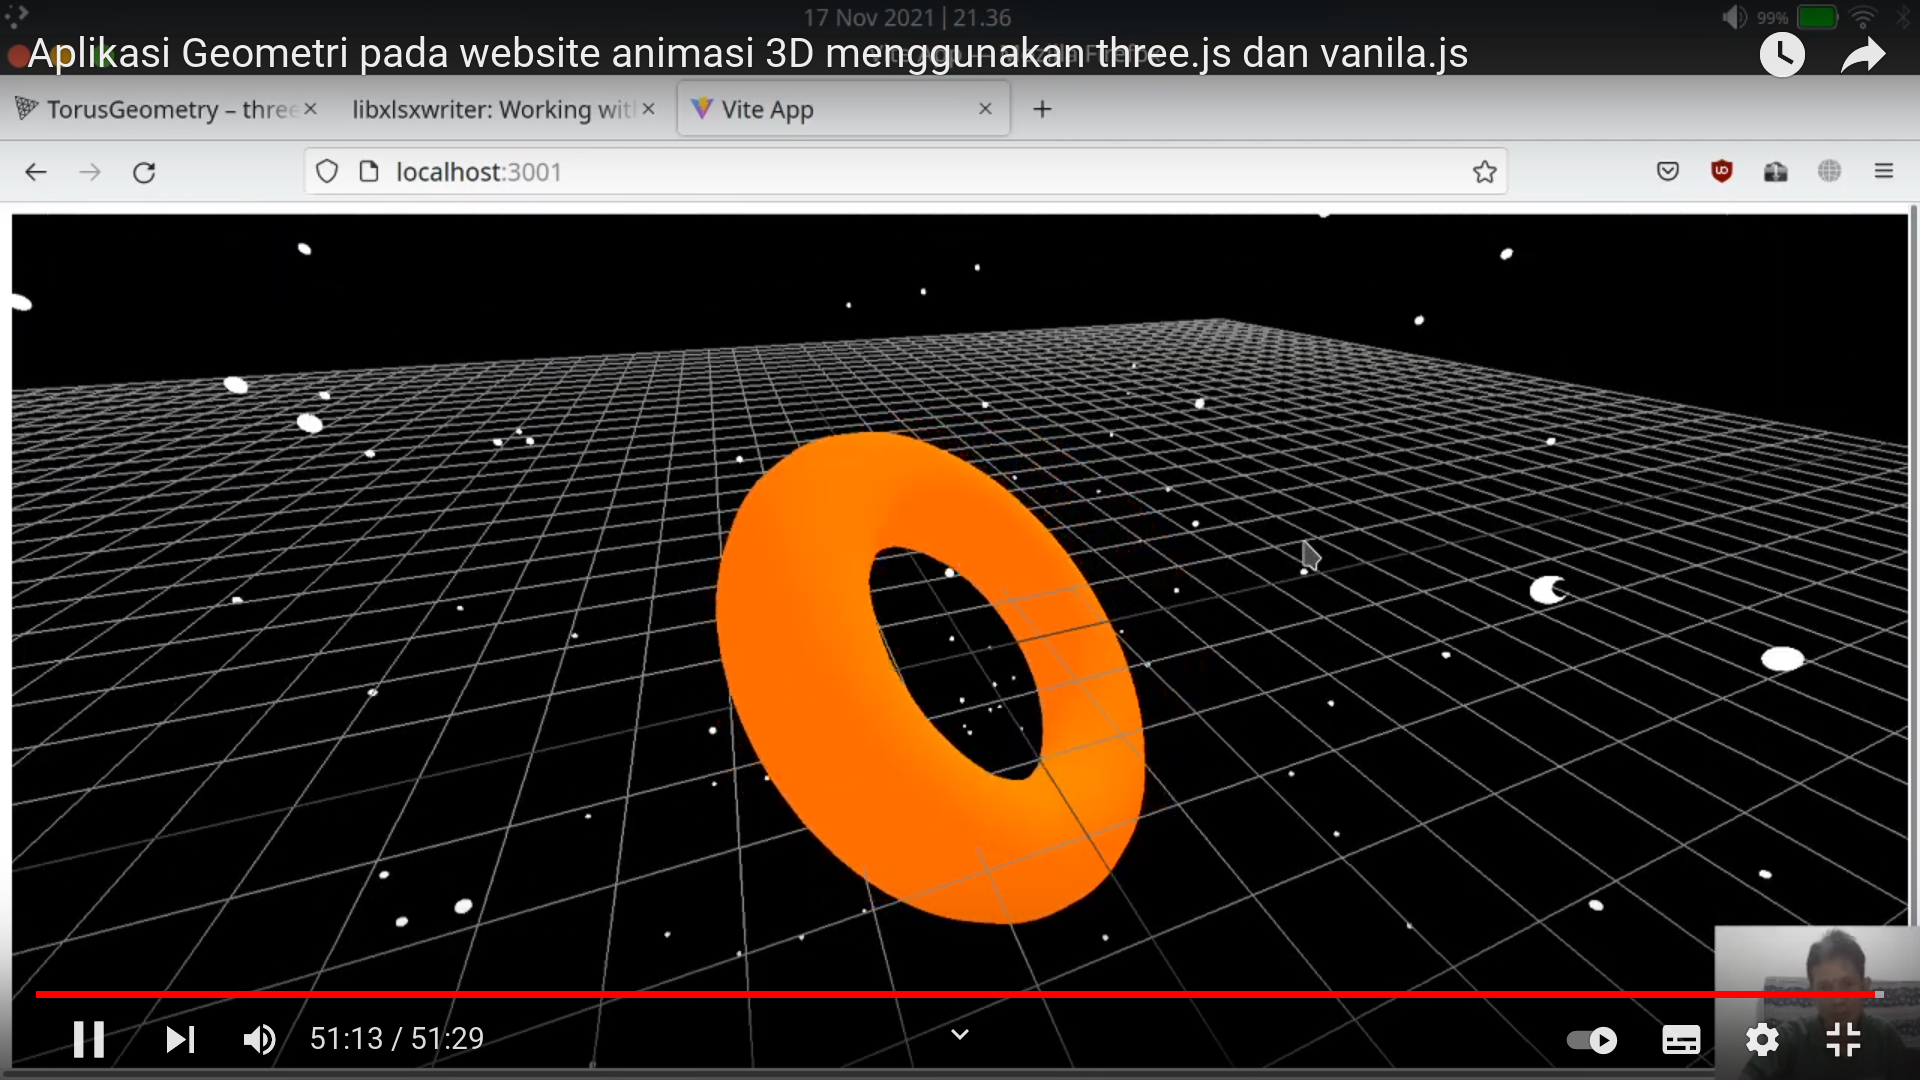 17 Nov 2021 | 21.36
99%
Aplikasi Geometri pada website animasi 3D menggunakan three.js dan vanila.js
TorusGeometry – three
libxlsxwriter: Working wit
Vite App
localhost:3001
51:13 / 51:29